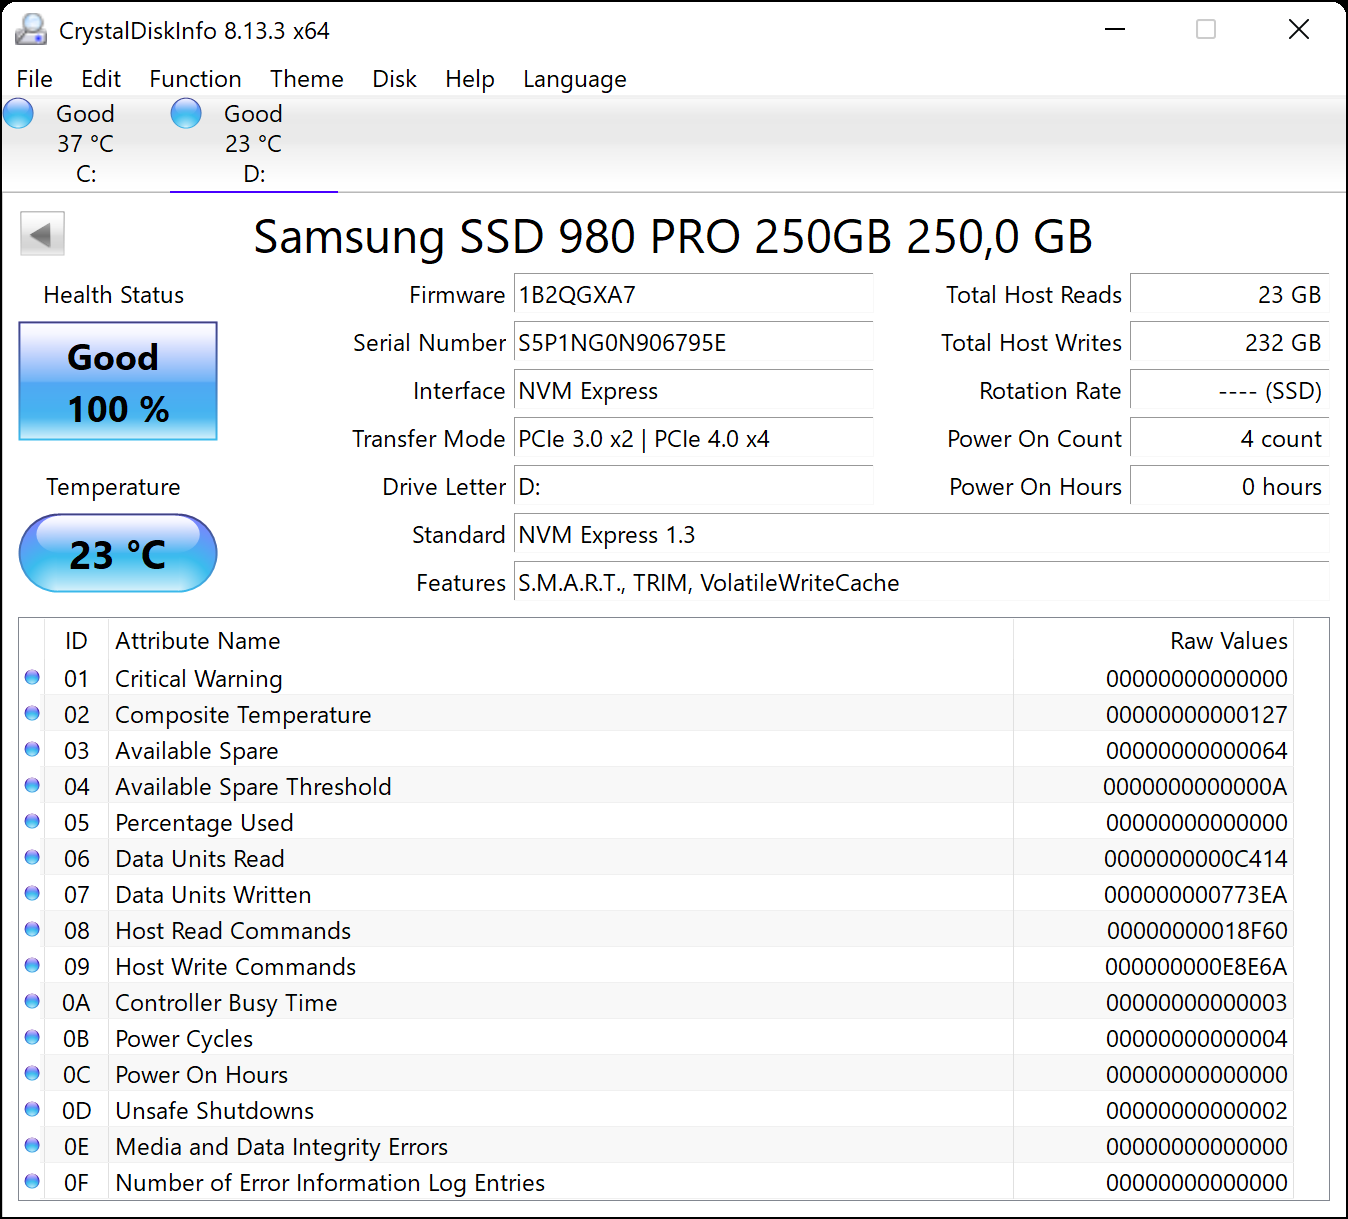 CrystalDiskInfo 8.13.3 x64
File Edit Function Theme Disk Help Language
Good Good
37 °C 23 °C
C: D:
Samsung SSD 980 PRO 250GB 250,0 GB
Health Status
Good
100 %
Temperature
23 °C
Firmware 1B2QGXA7
Serial Number S5P1NG0N906795E
Interface NVM Express
Transfer Mode PCIe 3.0 x2 | PCIe 4.0 x4
Drive Letter D:
Standard NVM Express 1.3
Features S.M.A.R.T., TRIM, VolatileWriteCache
Total Host Reads 23 GB
Total Host Writes 232 GB
Rotation Rate ---- (SSD)
Power On Count 4 count
Power On Hours 0 hours
ID Attribute Name Raw Values
01 Critical Warning 00000000000000
02 Composite Temperature 00000000000127
03 Available Spare 00000000000064
04 Available Spare Threshold 0000000000000A
05 Percentage Used 00000000000000
06 Data Units Read 0000000000C414
07 Data Units Written 000000000773EA
08 Host Read Commands 00000000018F60
09 Host Write Commands 000000000E8E6A
0A Controller Busy Time 00000000000003
0B Power Cycles 00000000000004
0C Power On Hours 00000000000000
0D Unsafe Shutdowns 00000000000002
0E Media and Data Integrity Errors 00000000000000
0F Number of Error Information Log Entries 00000000000000